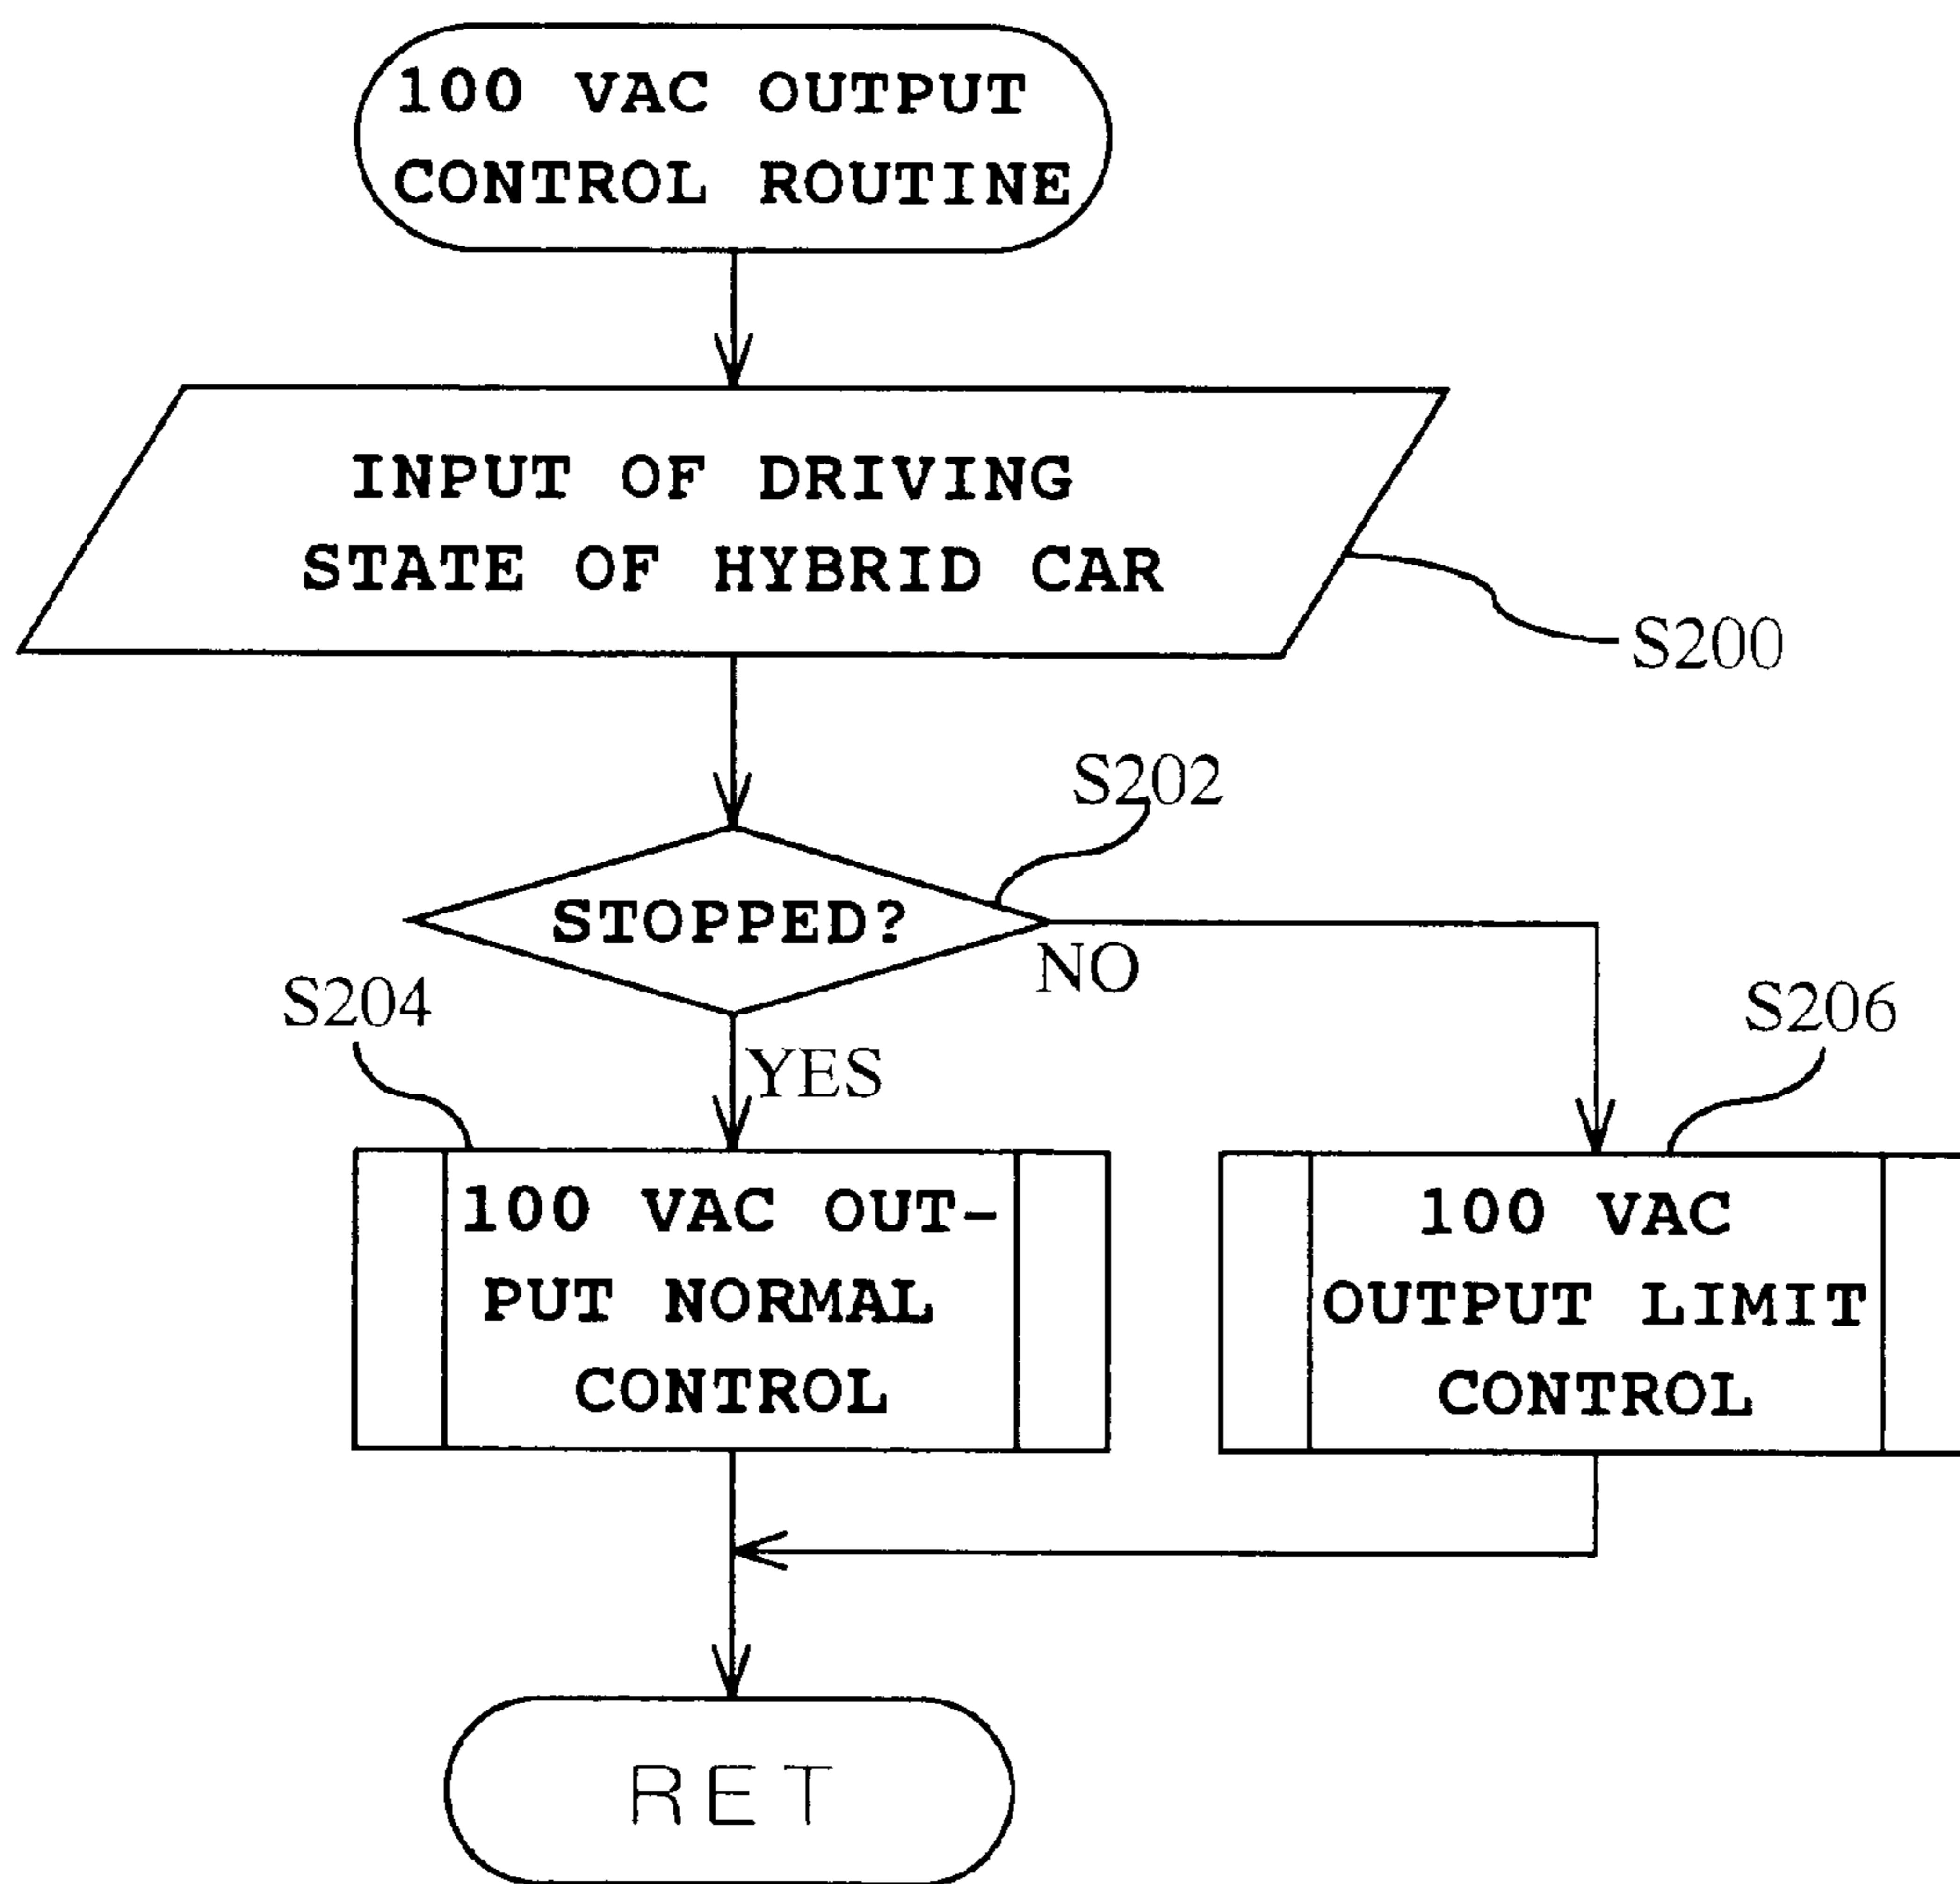 100 VAC OUTPUT
CONTROL ROUTINE
INPUT OF DRIVING
STATE OF HYBRID CAR
S200
S202
STOPPED?
NO
S204
YES
S206
100 VAC OUT-
PUT NORMAL
CONTROL
100 VAC
OUTPUT LIMIT
CONTROL
RET